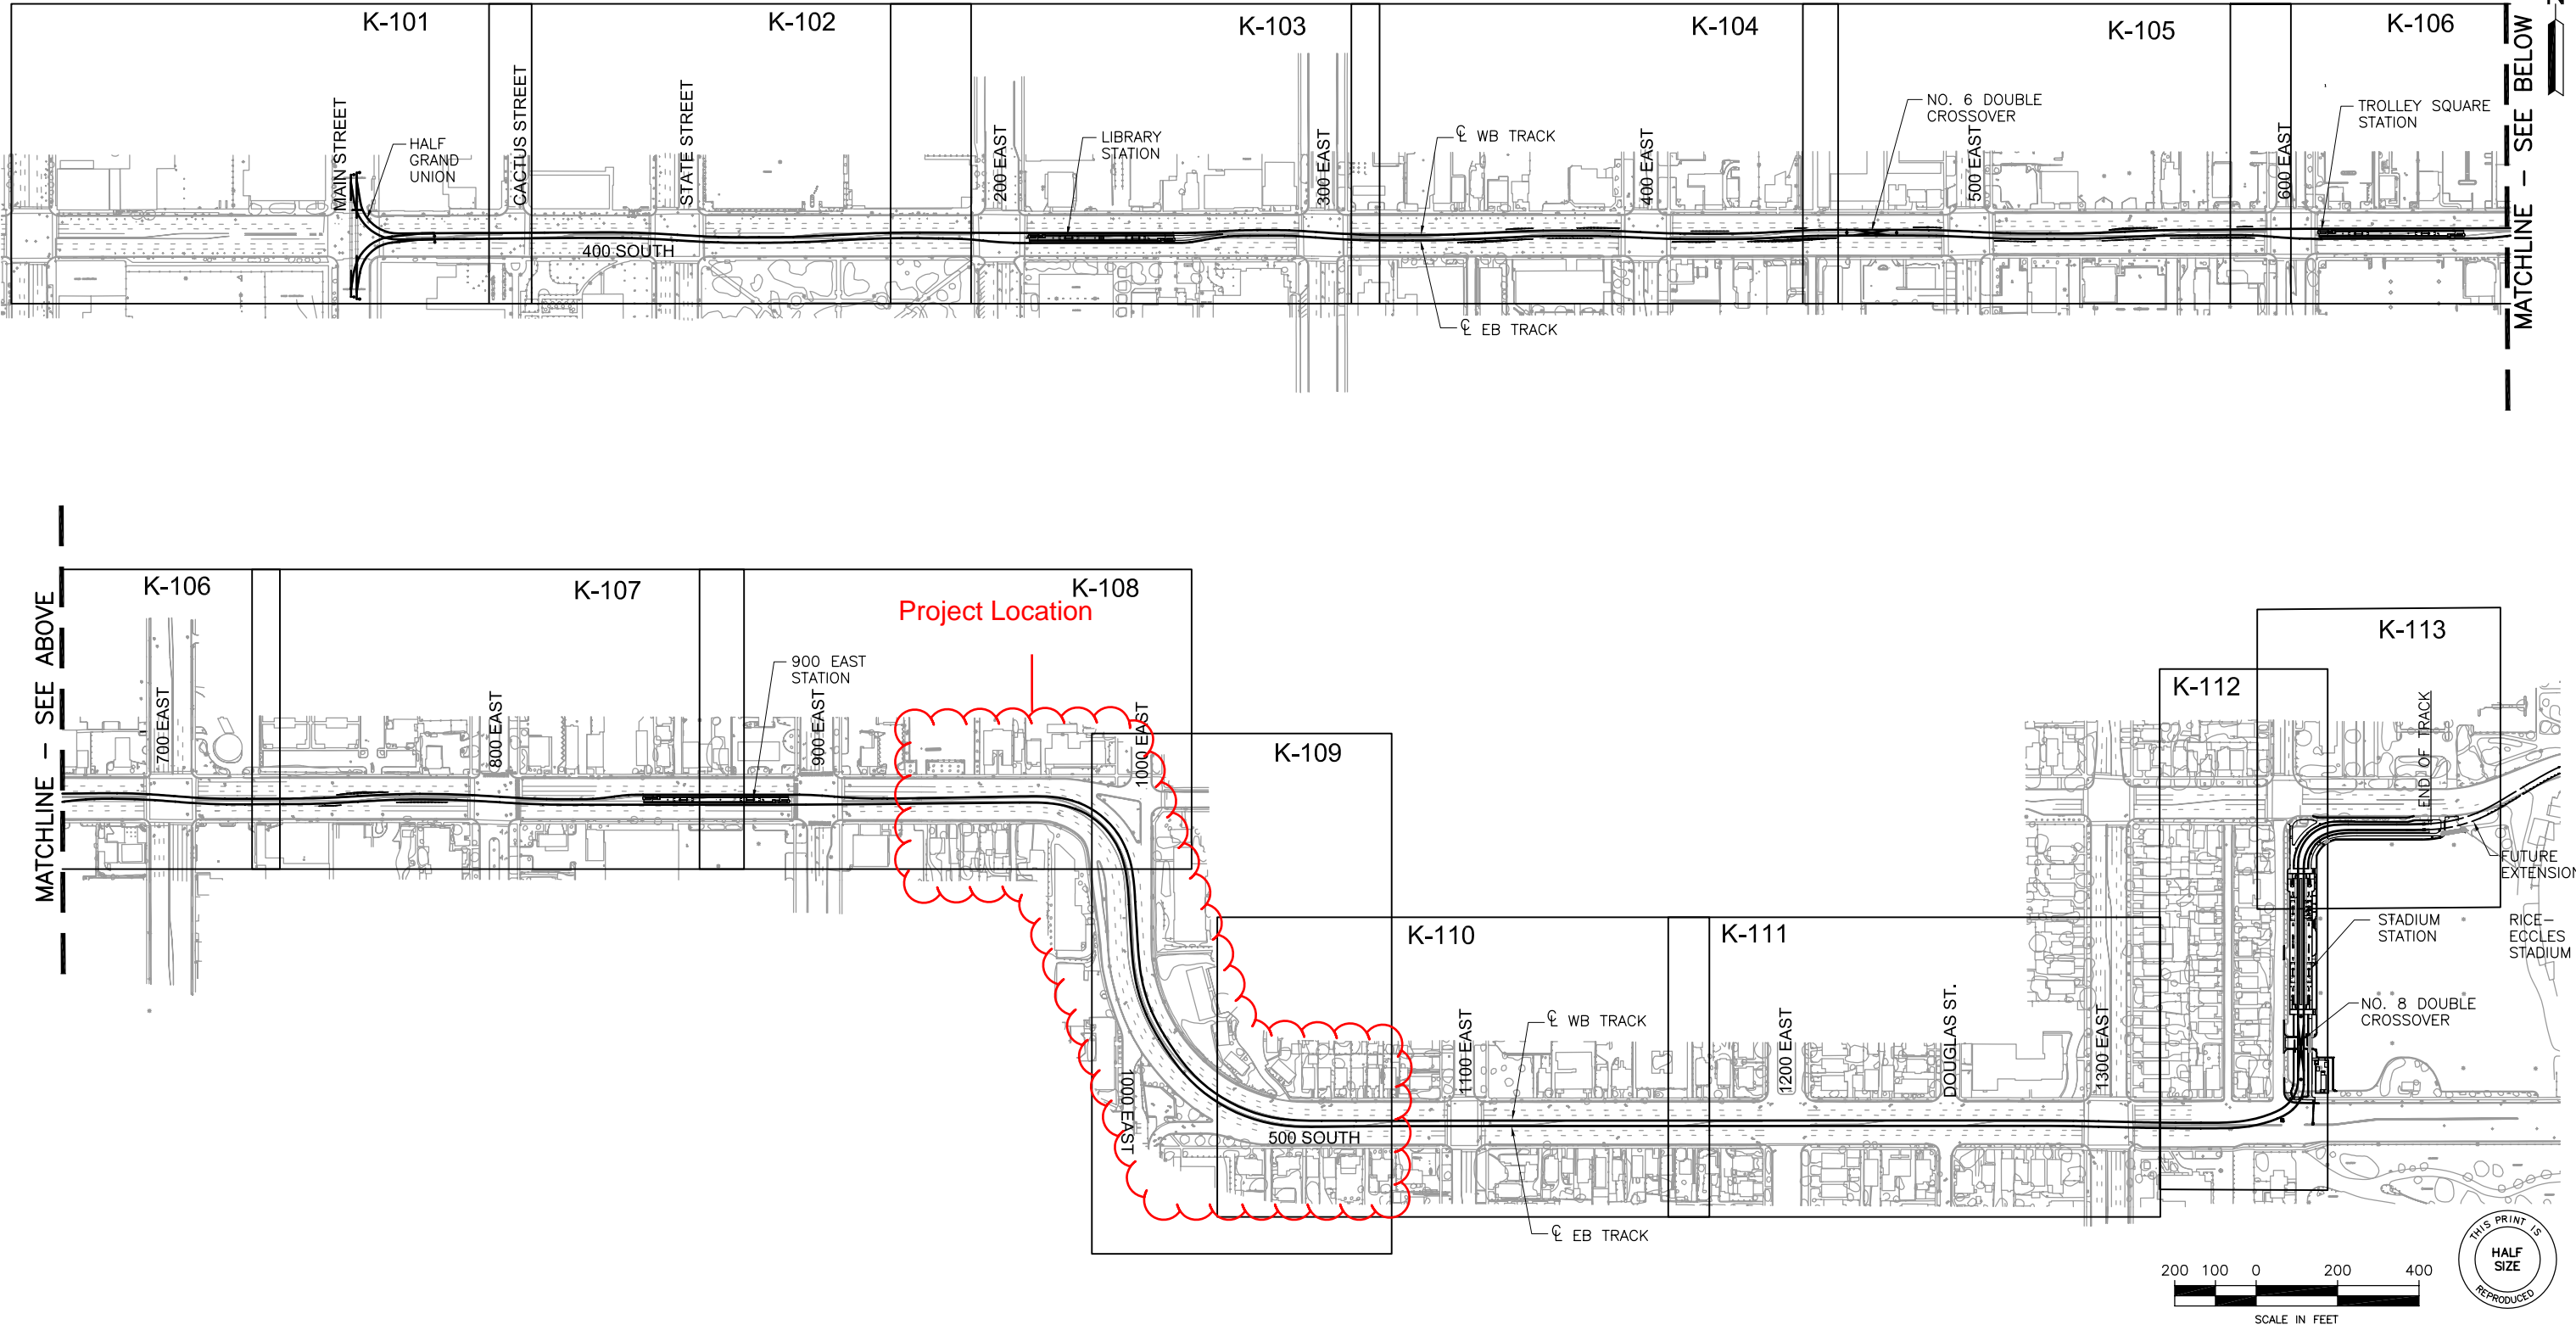 K-101
K-102
K-103
K-104
K-105
K-106
MATCHLINE - SEE BELOW
MAIN STREET
HALF
GRAND
UNION
CACTUS STREET
STATE STREET
200 EAST
LIBRARY
STATION
300 EAST
℄ WB TRACK
400 EAST
NO. 6 DOUBLE
CROSSOVER
500 EAST
600 EAST
TROLLEY SQUARE
STATION
400 SOUTH
℄ EB TRACK
MATCHLINE - SEE ABOVE
K-106
K-107
K-108
Project Location
K-109
K-110
K-111
K-112
K-113
700 EAST
800 EAST
900 EAST
STATION
900 EAST
1000 EAST
1000 EAST
500 SOUTH
1100 EAST
℄ WB TRACK
℄ EB TRACK
1200 EAST
DOUGLAS ST.
1300 EAST
END OF TRACK
FUTURE
EXTENSION
STADIUM
STATION
RICE-
ECCLES
STADIUM
NO. 8 DOUBLE
CROSSOVER
200 100 0 200 400
SCALE IN FEET
THIS PRINT IS
HALF
SIZE
REPRODUCED